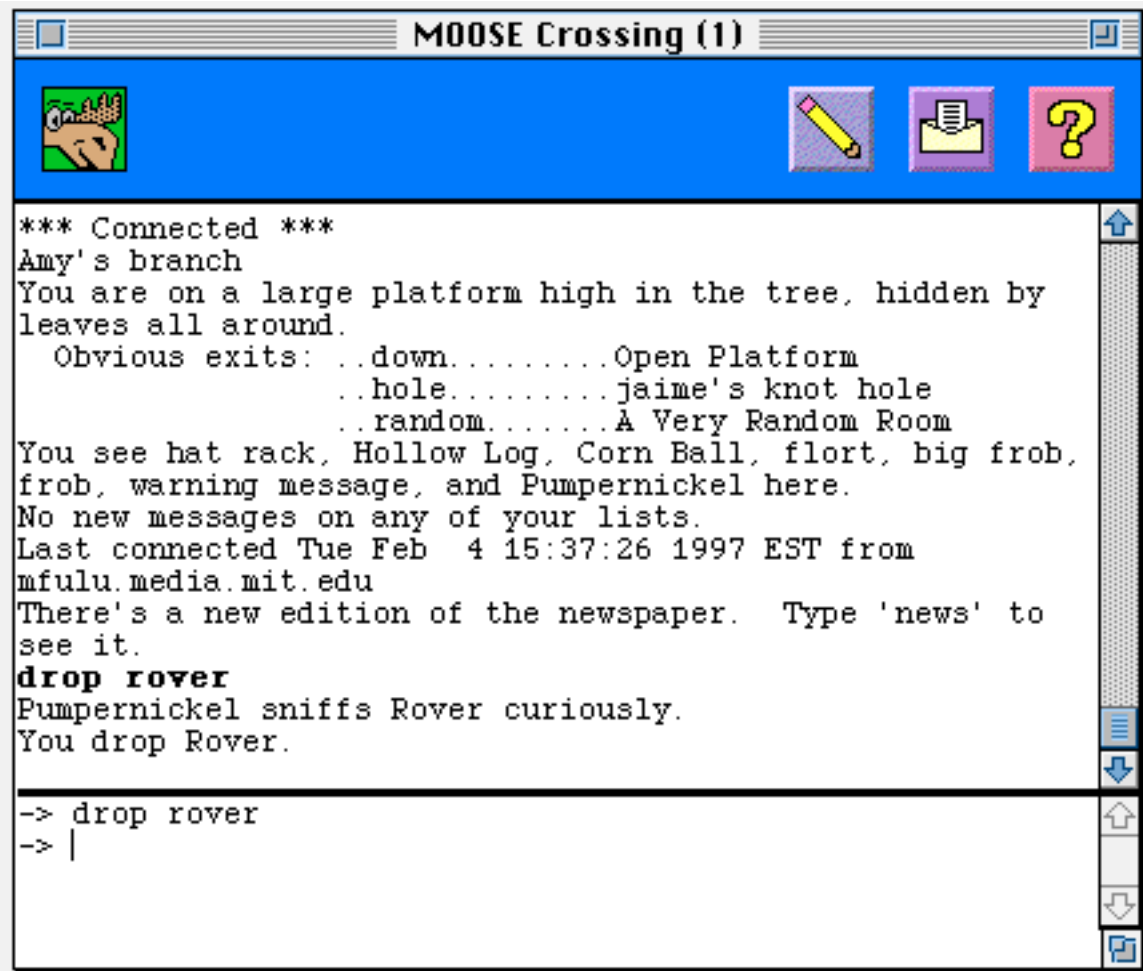 MOOSE Crossing (1)
*** Connected ***
Amy's branch
You are on a large platform high in the tree, hidden by
leaves all around.
  Obvious exits: ..down.........Open Platform
                 ..hole.........jaime's knot hole
                 ..random.......A Very Random Room
You see hat rack, Hollow Log, Corn Ball, flort, big frob,
frob, warning message, and Pumpernickel here.
No new messages on any of your lists.
Last connected Tue Feb  4 15:37:26 1997 EST from
mfulu.media.mit.edu
There's a new edition of the newspaper.  Type 'news' to
see it.
drop rover
Pumpernickel sniffs Rover curiously.
You drop Rover.
-> drop rover
->